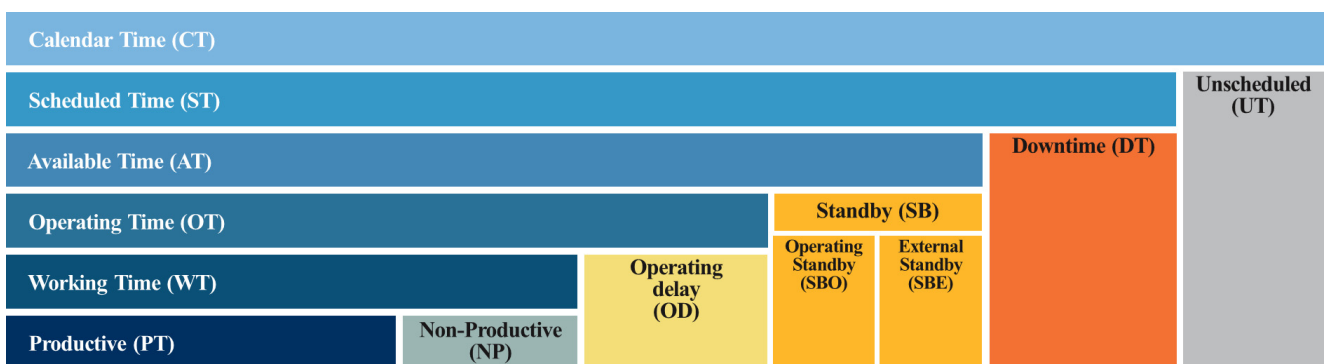 Calendar Time (CT)
Scheduled Time (ST)
Unscheduled
(UT)
Available Time (AT)
Downtime (DT)
Operating Time (OT)
Standby (SB)
Operating
Standby
(SBO)
External
Standby
(SBE)
Working Time (WT)
Operating
delay
(OD)
Productive (PT)
Non-Productive
(NP)